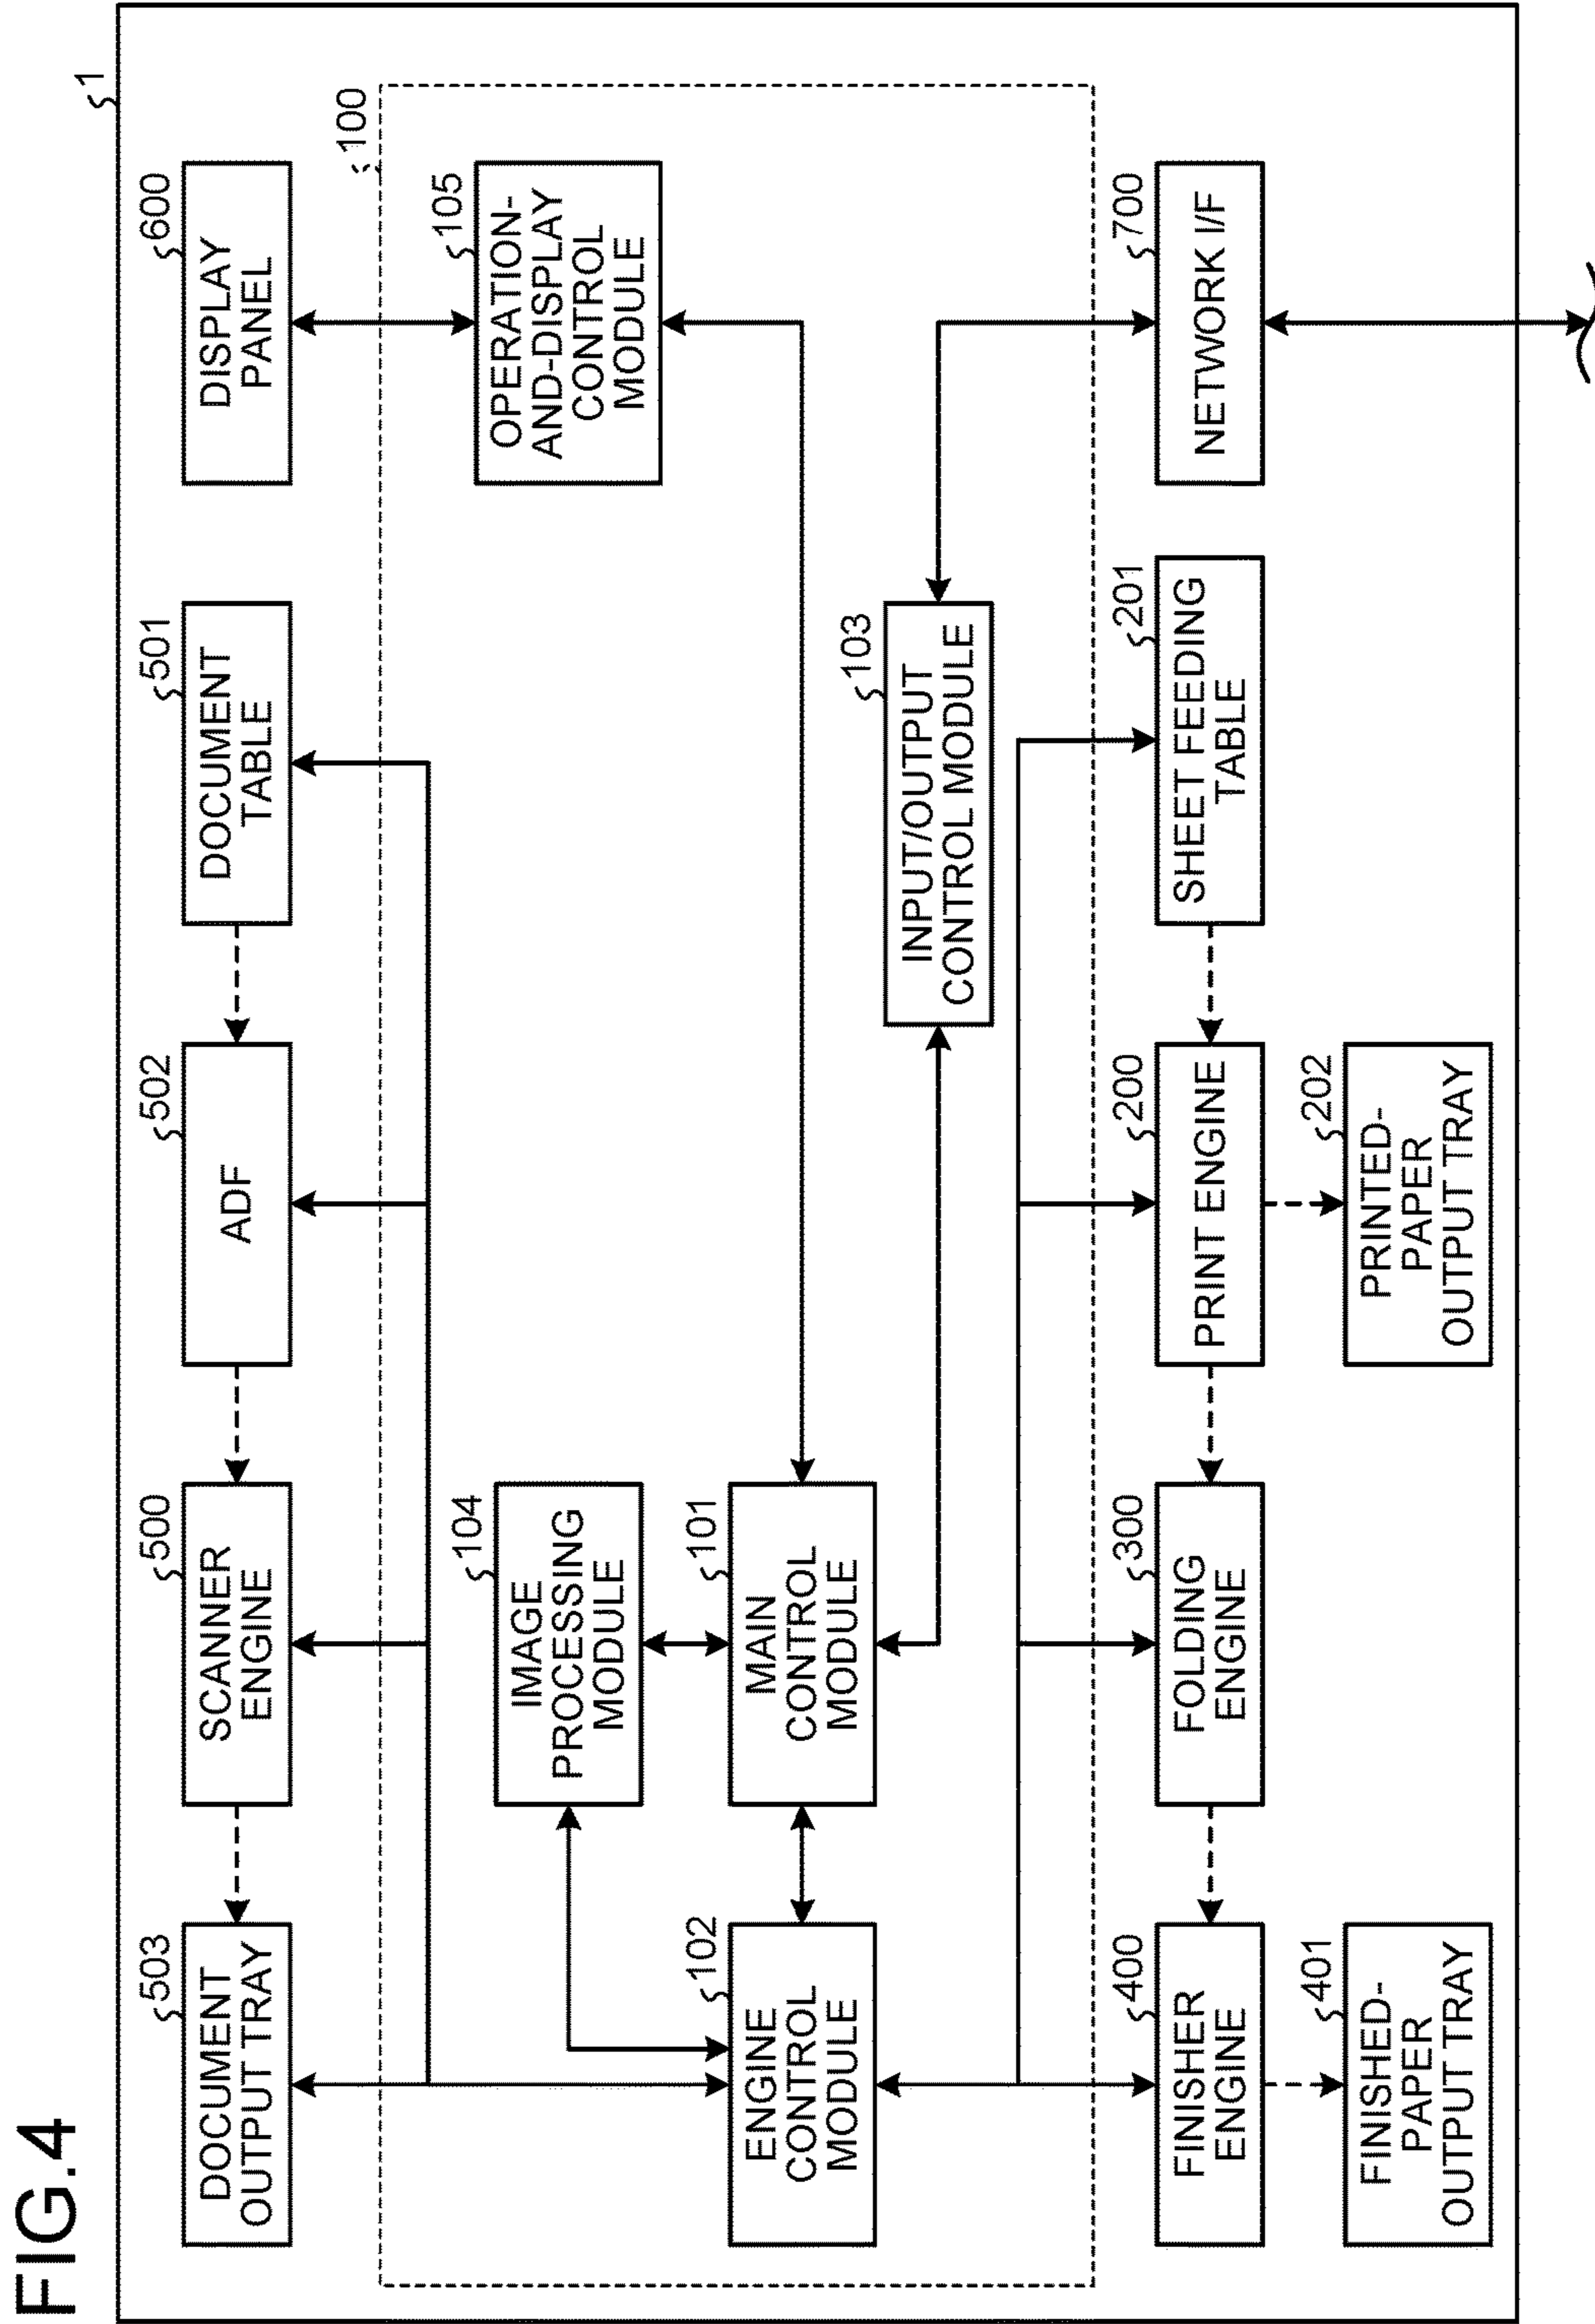 FIG.4
1
503
DOCUMENT
OUTPUT TRAY
500
SCANNER
ENGINE
502
ADF
501
DOCUMENT
TABLE
600
DISPLAY
PANEL
100
104
IMAGE
PROCESSING
MODULE
105
OPERATION-
AND-DISPLAY
CONTROL
MODULE
102
ENGINE
CONTROL
MODULE
101
MAIN
CONTROL
MODULE
103
INPUT/OUTPUT
CONTROL MODULE
400
FINISHER
ENGINE
300
FOLDING
ENGINE
200
PRINT ENGINE
201
SHEET FEEDING
TABLE
700
NETWORK I/F
401
FINISHED-
PAPER
OUTPUT TRAY
202
PRINTED-
PAPER
OUTPUT TRAY